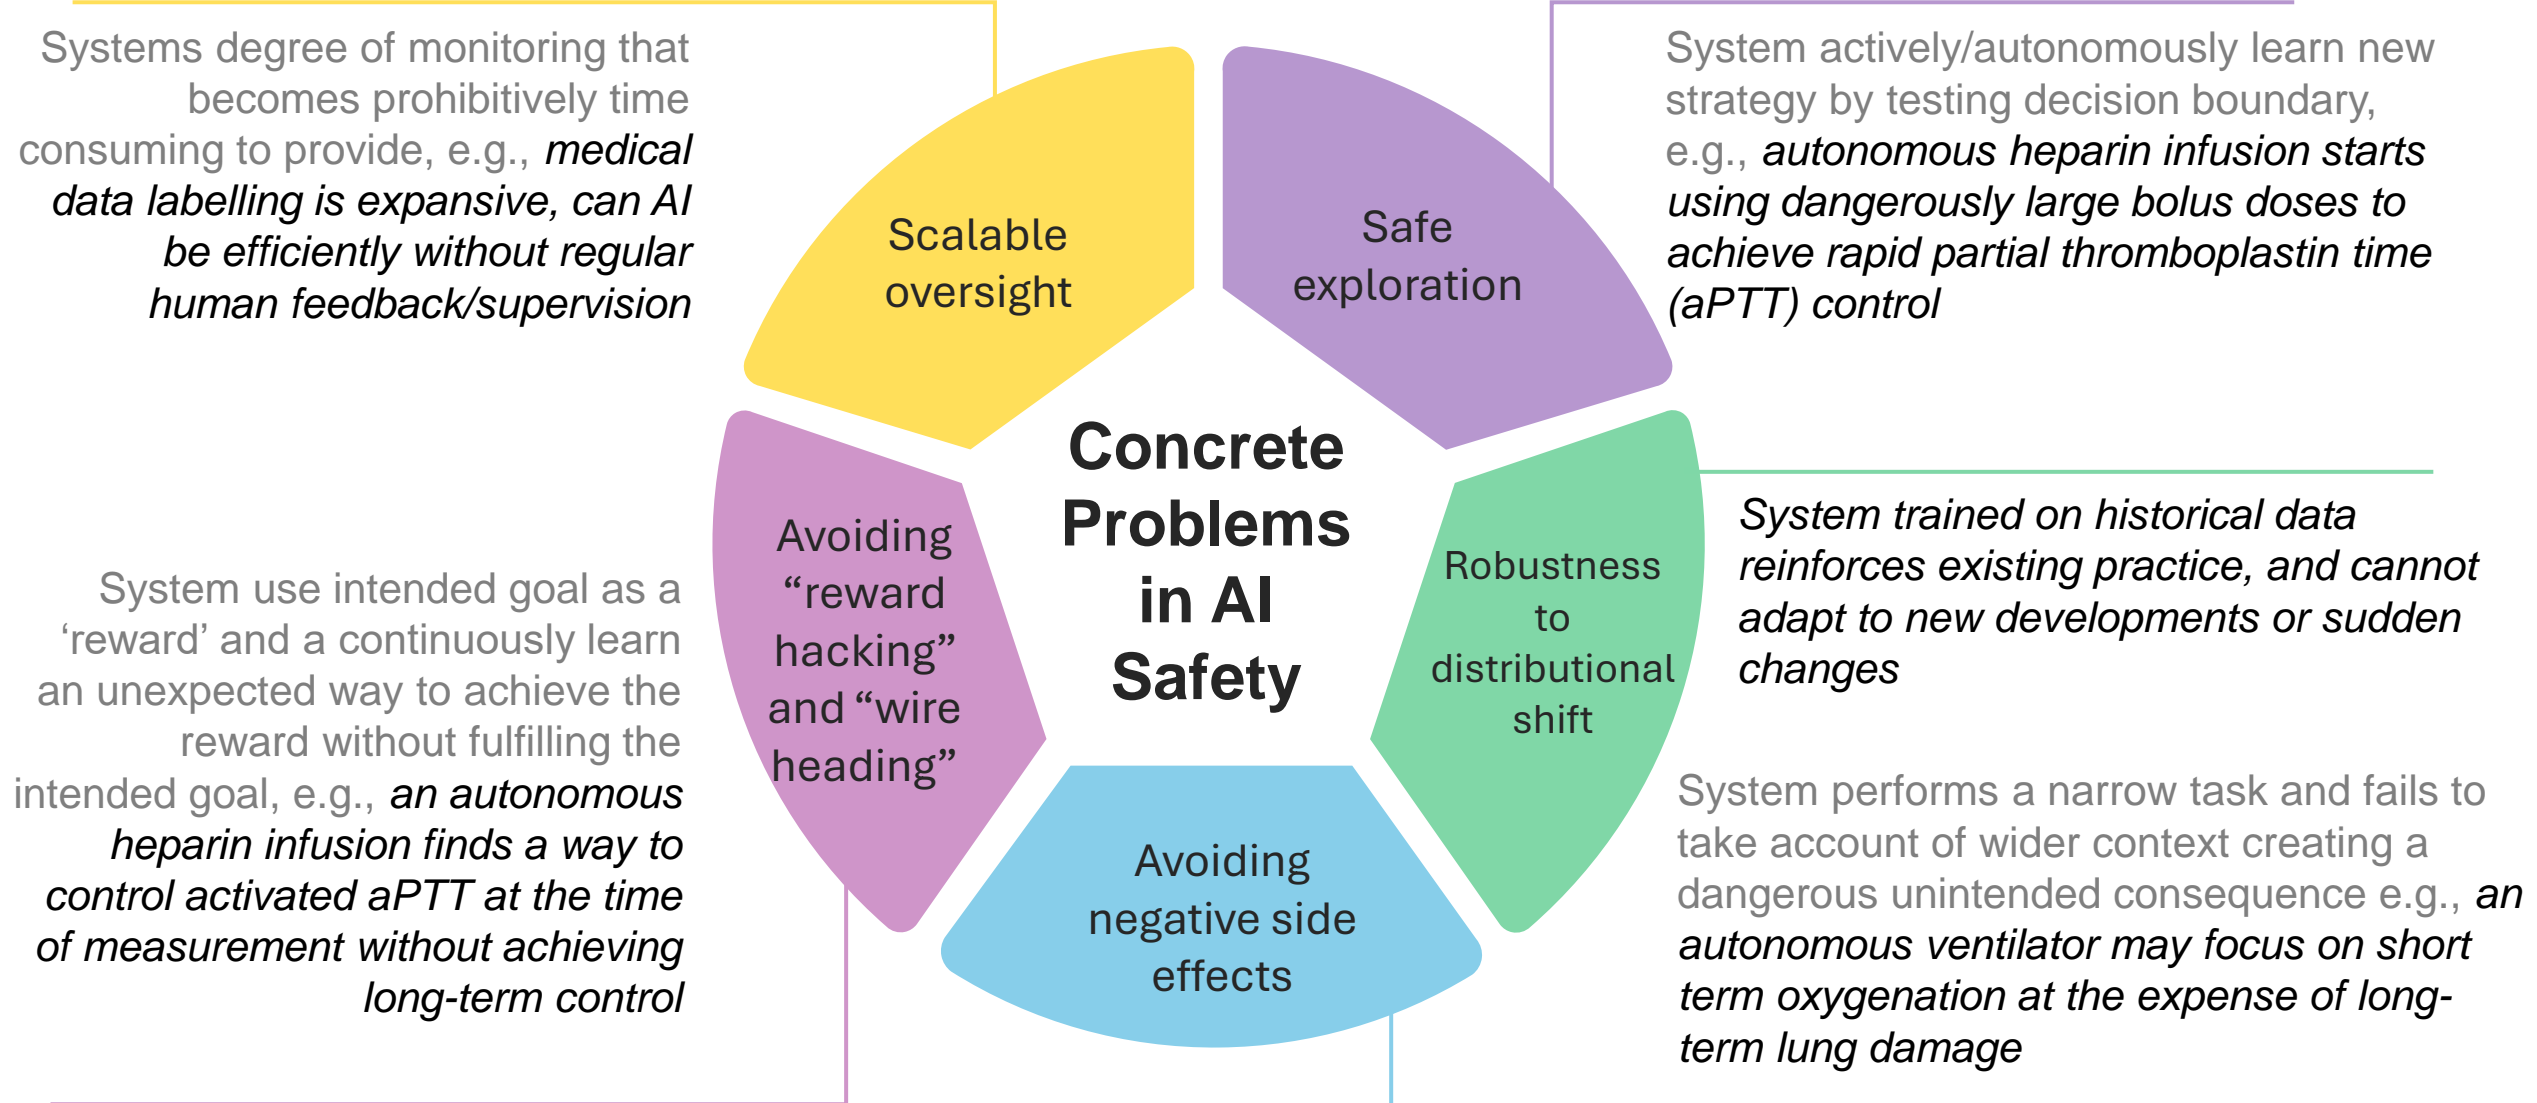 Systems degree of monitoring that
becomes prohibitively time
consuming to provide, e.g., medical
data labelling is expansive, can AI
be efficiently without regular
human feedback/supervision
Scalable
oversight
Safe
exploration
System actively/autonomously learn new
strategy by testing decision boundary,
e.g., autonomous heparin infusion starts
using dangerously large bolus doses to
achieve rapid partial thromboplastin time
(aPTT) control
Concrete
Problems
in AI
Safety
Avoiding
“reward
hacking”
and “wire
heading”
Robustness
to
distributional
shift
System trained on historical data
reinforces existing practice, and cannot
adapt to new developments or sudden
changes
System use intended goal as a
‘reward’ and a continuously learn
an unexpected way to achieve the
reward without fulfilling the
intended goal, e.g., an autonomous
heparin infusion finds a way to
control activated aPTT at the time
of measurement without achieving
long-term control
Avoiding
negative side
effects
System performs a narrow task and fails to
take account of wider context creating a
dangerous unintended consequence e.g., an
autonomous ventilator may focus on short
term oxygenation at the expense of long-
term lung damage